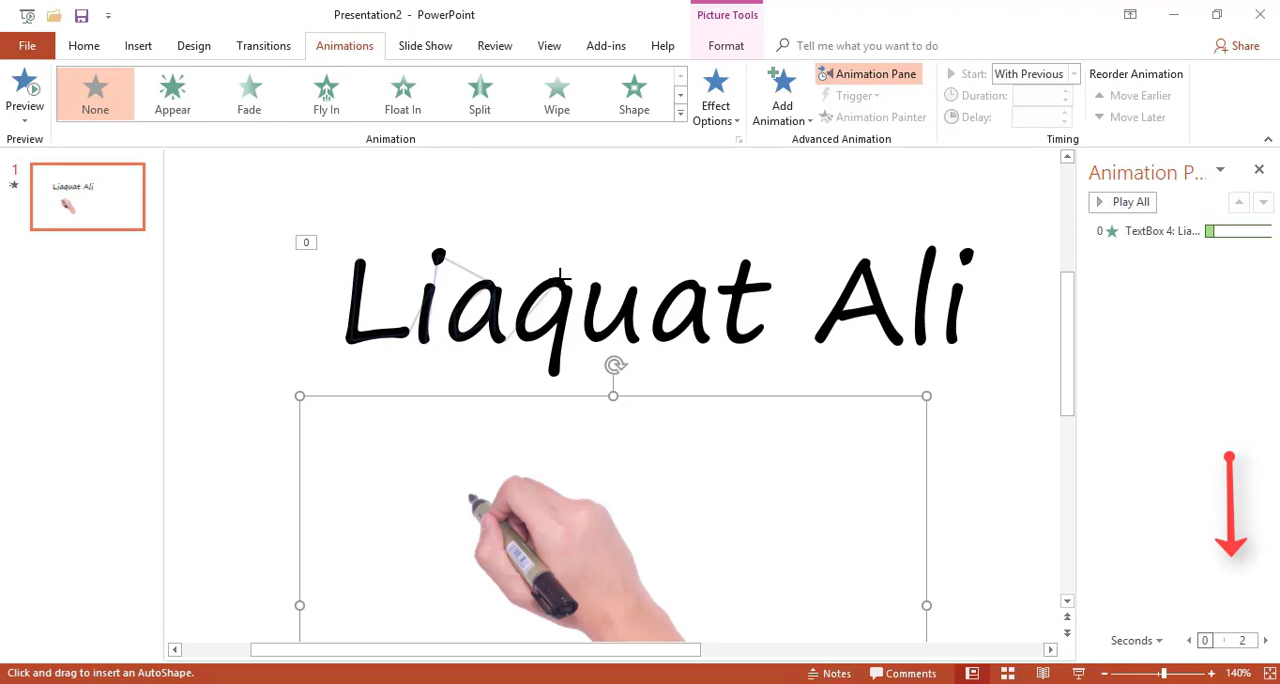 Presentation2 - PowerPoint
Picture Tools
File
Home
Insert
Design
Transitions
Animations
Slide Show
Review
View
Add-ins
Help
Format
Tell me what you want to do
Share
Preview
None
Appear
Fade
Fly In
Float In
Split
Wipe
Shape
Effect Options
Add Animation
Animation Pane
Trigger
Animation Painter
Start: With Previous
Duration:
Delay:
Reorder Animation
Move Earlier
Move Later
Preview
Animation
Advanced Animation
Timing
1
Liaquat Ali
0
Liaquat Ali
Animation P...
Play All
0 TextBox 4: Lia...
Seconds
0
2
Click and drag to insert an AutoShape.
Notes
Comments
140%